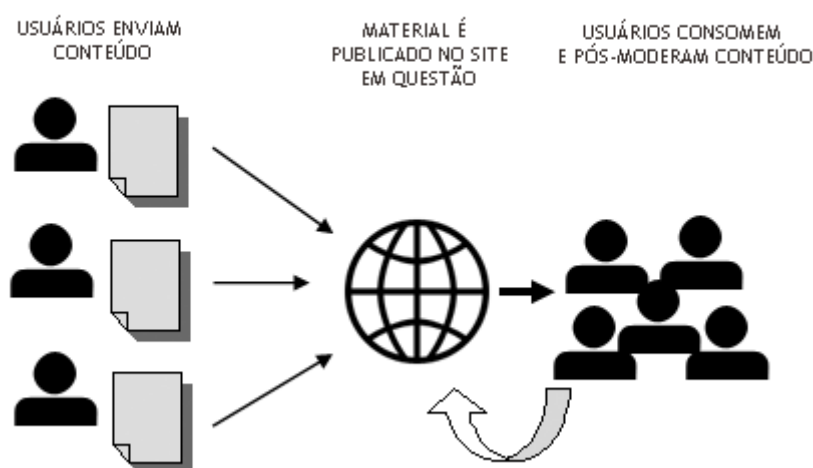 USUÁRIOS ENVIAM
CONTEÚDO
MATERIAL É
PUBLICADO NO SITE
EM QUESTÃO
USUÁRIOS CONSOMEM
E PÓS-MODERAM CONTEÚDO